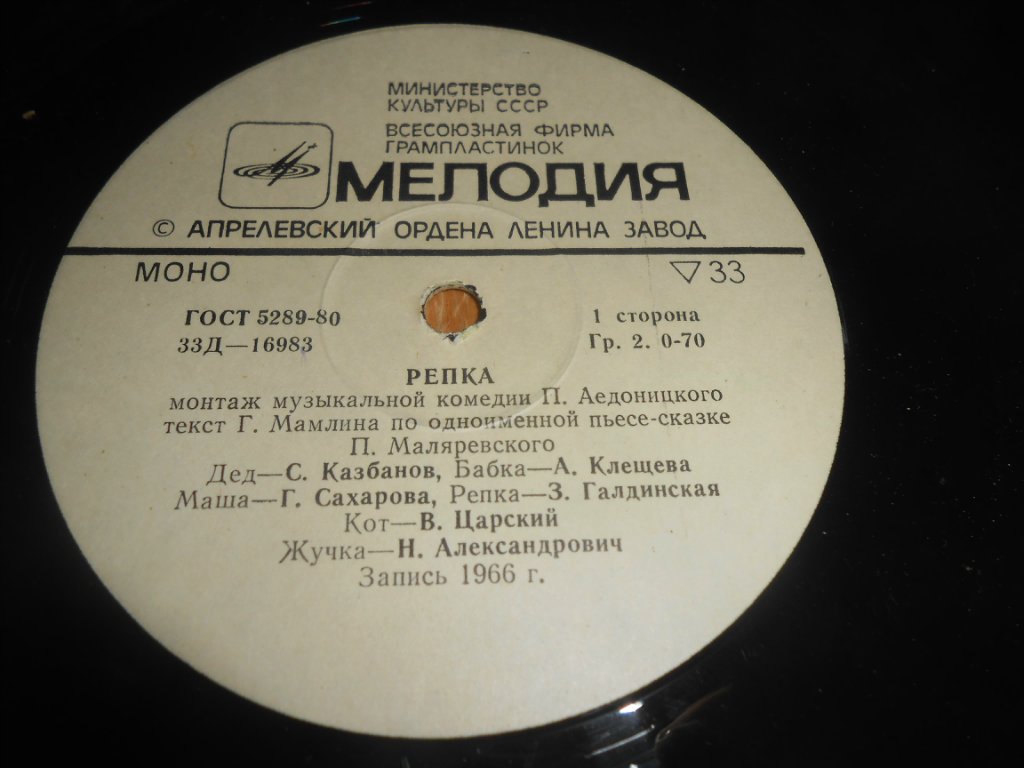 МИНИСТЕРСТВО
КУЛЬТУРЫ СССР
ВСЕСОЮЗНАЯ ФИРМА
ГРАМПЛАСТИНОК
МЕЛОДИЯ
© АПРЕЛЕВСКИЙ ОРДЕНА ЛЕНИНА ЗАВОД
МОНО ▽33
ГОСТ 5289-80 1 сторона
33Д—16983 Гр. 2. 0-70
РЕПКА
монтаж музыкальной комедии П. Аедоницкого
текст Г. Мамлина по одноименной пьесе-сказке
П. Маляревского
Дед—С. Казбанов, Бабка—А. Клещева
Маша—Г. Сахарова, Репка—З. Галдинская
Кот—В. Царский
Жучка—Н. Александрович
Запись 1966 г.